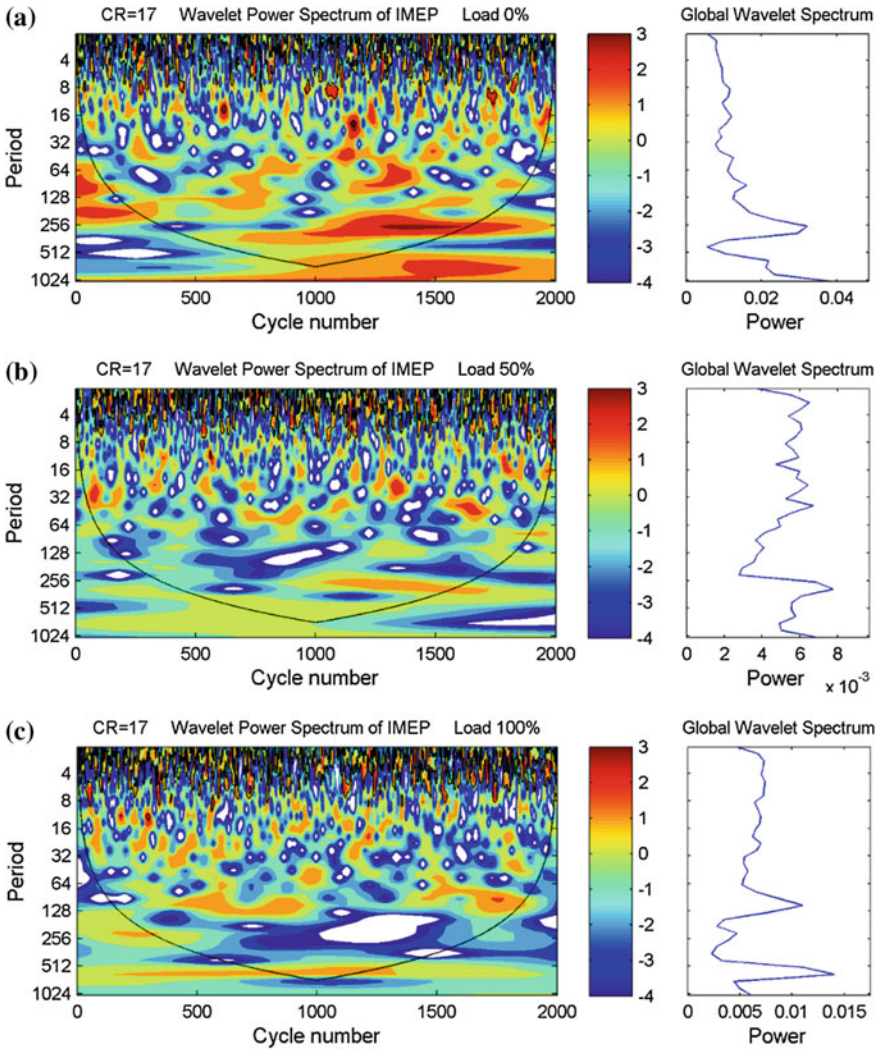 (a) CR=17 Wavelet Power Spectrum of IMEP Load 0% Global Wavelet Spectrum
Period
4
8
16
32
64
128
256
512
1024
0 500 1000 1500 2000
Cycle number
3
2
1
0
-1
-2
-3
-4
0 0.02 0.04
Power
(b) CR=17 Wavelet Power Spectrum of IMEP Load 50% Global Wavelet Spectrum
Period
4
8
16
32
64
128
256
512
1024
0 500 1000 1500 2000
Cycle number
3
2
1
0
-1
-2
-3
-4
0 2 4 6 8
Power x 10-3
(c) CR=17 Wavelet Power Spectrum of IMEP Load 100% Global Wavelet Spectrum
Period
4
8
16
32
64
128
256
512
1024
0 500 1000 1500 2000
Cycle number
3
2
1
0
-1
-2
-3
-4
0 0.005 0.01 0.015
Power